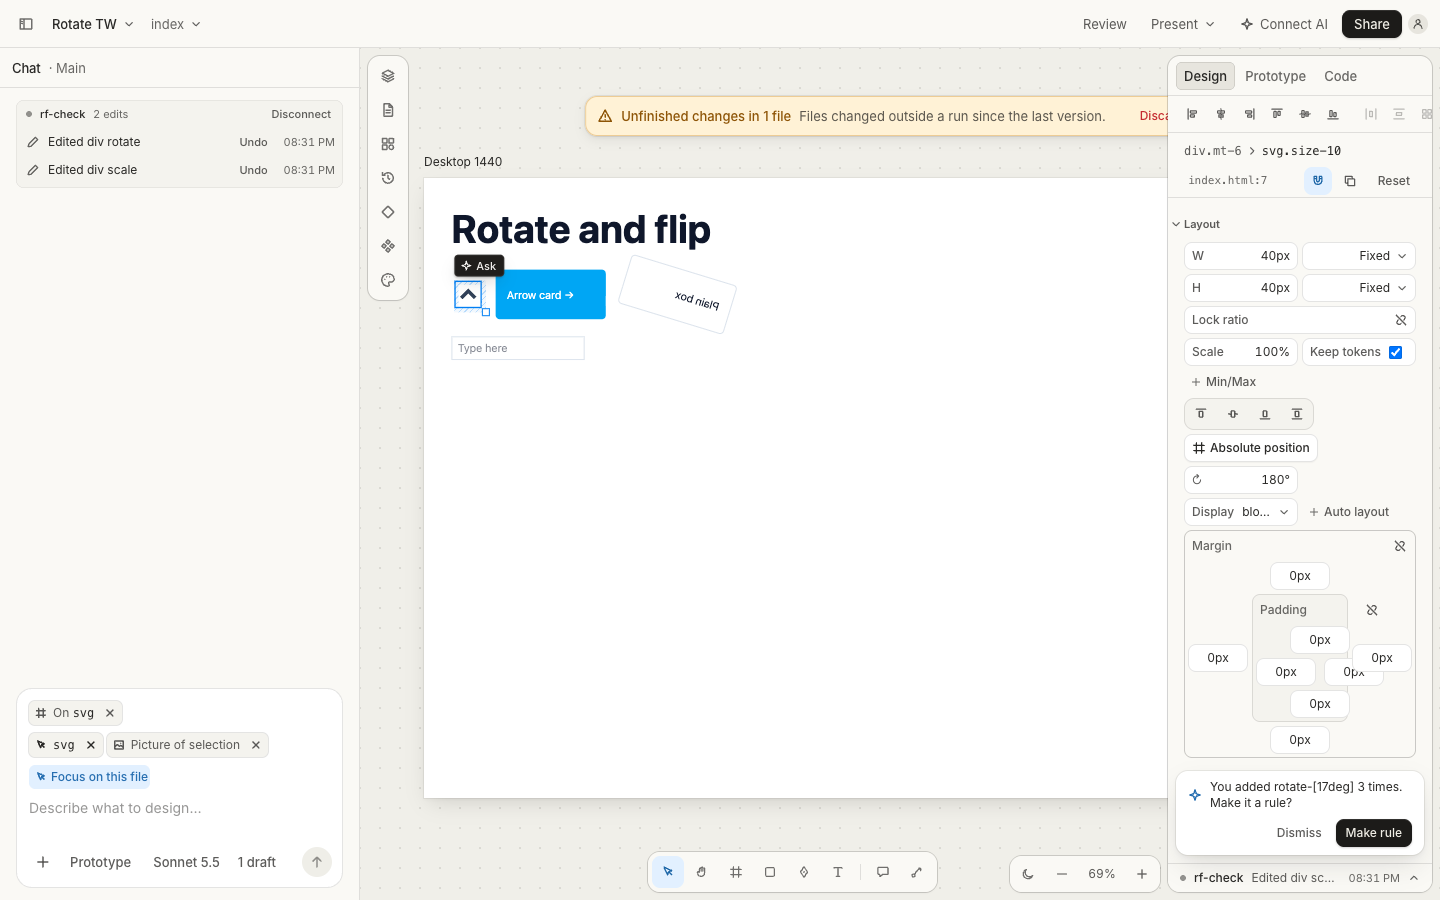 Rotate TW index Review Present Connect AI Share
Chat · Main
rf-check 2 edits Disconnect
Edited div rotate Undo 08:31 PM
Edited div scale Undo 08:31 PM
On svg
svg Picture of selection
Focus on this file
Describe what to design...
Prototype Sonnet 5.5 1 draft
Unfinished changes in 1 file Files changed outside a run since the last version. Disca
Desktop 1440
Rotate and flip
Ask
Arrow card →
Plain box
Type here
69%
Design Prototype Code
div.mt-6 > svg.size-10
index.html:7 Reset
Layout
W 40px Fixed
H 40px Fixed
Lock ratio
Scale 100% Keep tokens
+ Min/Max
Absolute position
180°
Display blo... + Auto layout
Margin
0px
Padding
0px
0px 0px 0px 0px
0px
0px
You added rotate-[17deg] 3 times.
Make it a rule?
Dismiss Make rule
rf-check Edited div sc... 08:31 PM